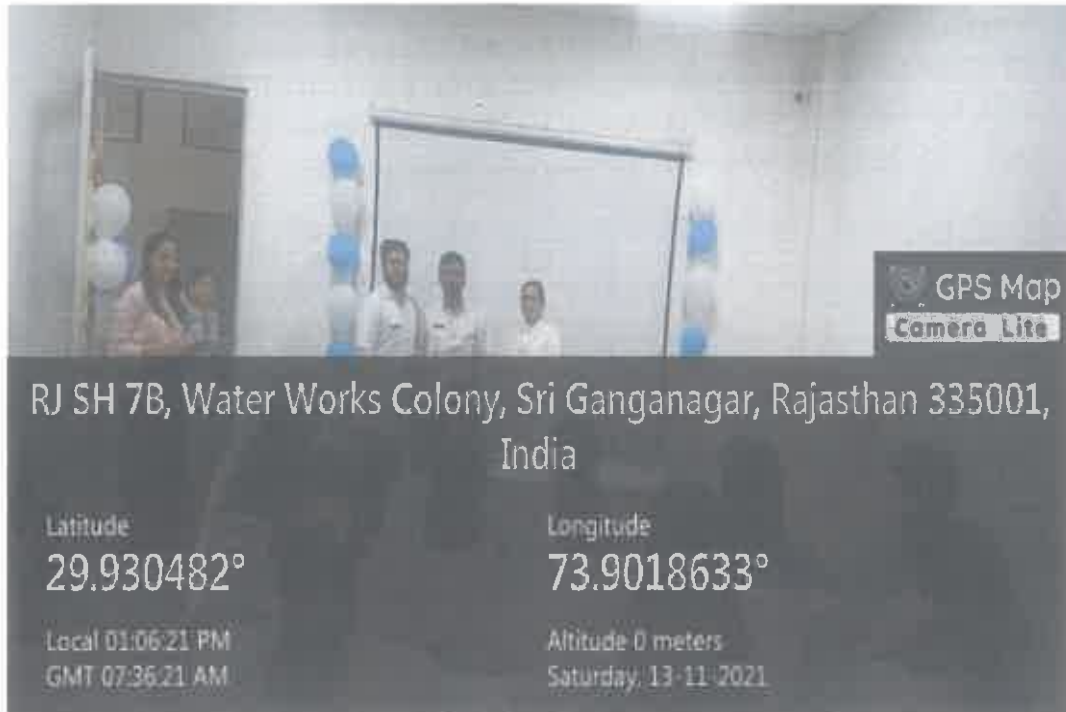 GPS Map
Camera Lite
RJ SH 7B, Water Works Colony, Sri Ganganagar, Rajasthan 335001,
India
Latitude
29.930482°
Longitude
73.9018633°
Local 01:06:21 PM
GMT 07:36:21 AM
Altitude 0 meters
Saturday, 13-11-2021